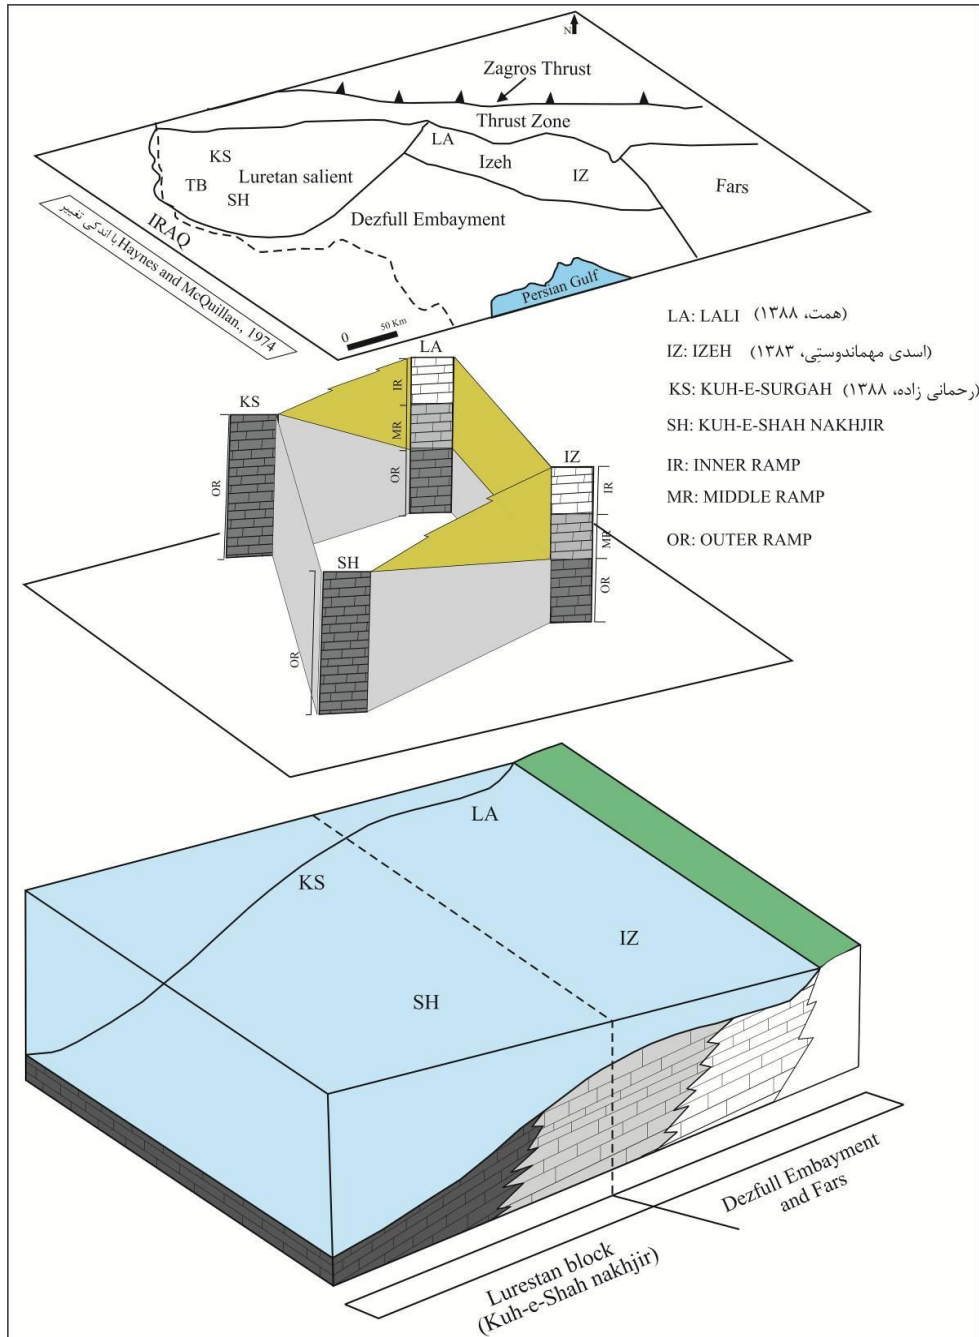 N
Zagros Thrust
Thrust Zone
LA
KS
Izeh
IZ
Luretan salient
TB
SH
Fars
Dezfull Embayment
IRAQ
Haynes and McQuillan., 1974 با اندکی تغییر
Persian Gulf
0
50 Km
LA: LALI (همت، ۱۳۸۸)
IZ: IZEH (اسدی مهماندوستی، ۱۳۸۳)
KS: KUH-E-SURGAH (رحمانی زاده، ۱۳۸۸)
SH: KUH-E-SHAH NAKHJIR
IR: INNER RAMP
MR: MIDDLE RAMP
OR: OUTER RAMP
LA
IR
MR
OR
KS
OR
IZ
IR
MR
OR
SH
OR
LA
KS
IZ
SH
Dezfull Embayment
and Fars
Lurestan block
(Kuh-e-Shah nakhjir)